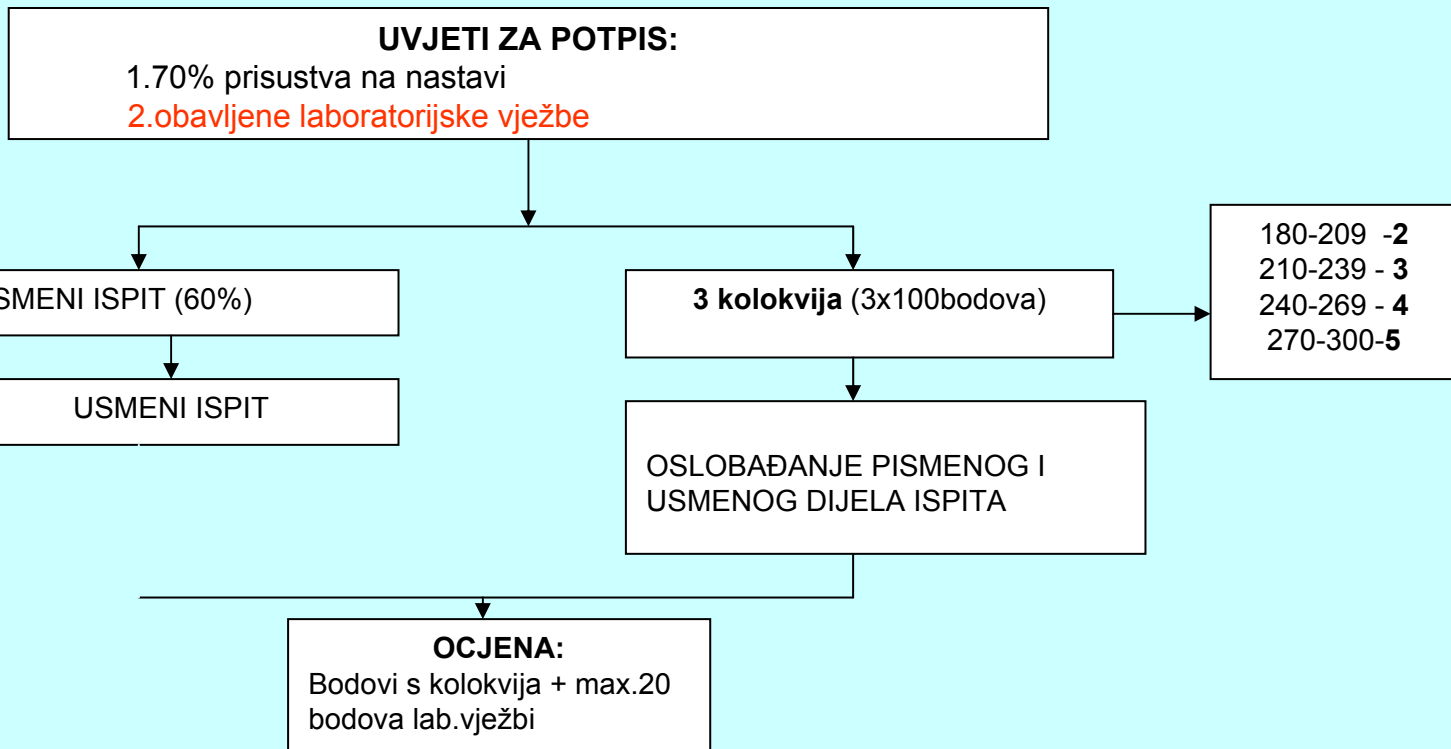 UVJETI ZA POTPIS:
1.70% prisustva na nastavi
2.obavljene laboratorijske vježbe
SMENI ISPIT (60%)
USMENI ISPIT
3 kolokvija (3x100bodova)
180-209 -2
210-239 - 3
240-269 - 4
270-300-5
OSLOBAĐANJE PISMENOG I
USMENOG DIJELA ISPITA
OCJENA:
Bodovi s kolokvija + max.20
bodova lab.vježbi